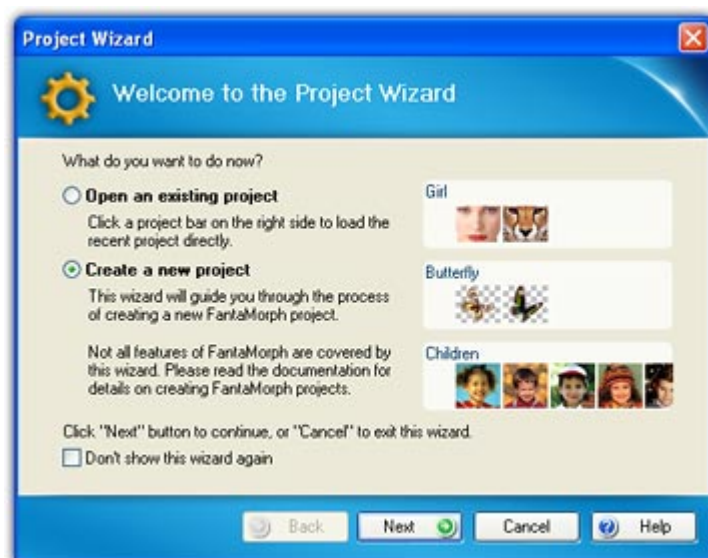 Project Wizard
Welcome to the Project Wizard
What do you want to do now?
Open an existing project
Click a project bar on the right side to load the
recent project directly.
Create a new project
This wizard will guide you through the process
of creating a new FantaMorph project.
Not all features of FantaMorph are covered by
this wizard. Please read the documentation for
details on creating FantaMorph projects.
Girl
Butterfly
Children
Click "Next" button to continue, or "Cancel" to exit this wizard.
Don't show this wizard again
Back
Next
Cancel
Help